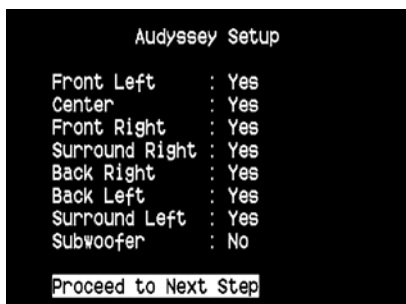 Audyssey Setup
Front Left : Yes
Center : Yes
Front Right : Yes
Surround Right : Yes
Back Right : Yes
Back Left : Yes
Surround Left : Yes
Subwoofer : No
Proceed to Next Step